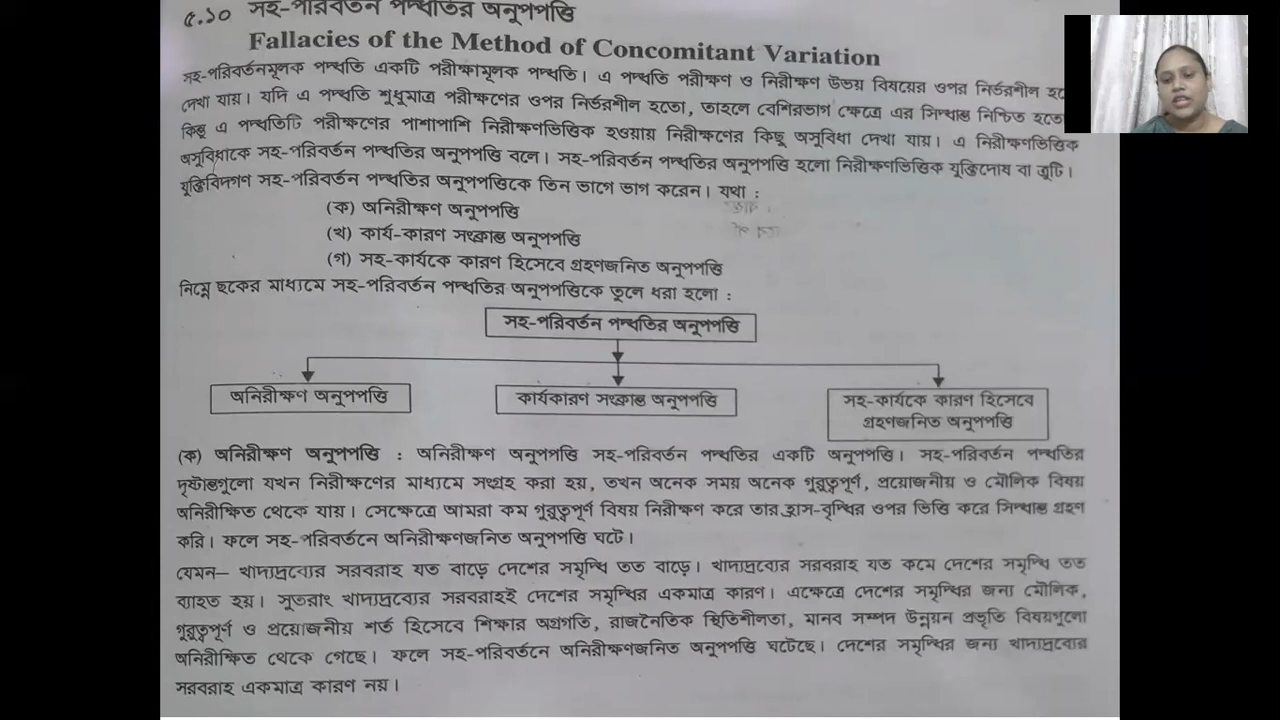 ৫.১০ সহ-পরিবর্তন পদ্ধতির অনুপপত্তি
Fallacies of the Method of Concomitant Variation
সহ-পরিবর্তনমূলক পদ্ধতি একটি পরীক্ষামূলক পদ্ধতি। এ পদ্ধতি পরীক্ষণ ও নিরীক্ষণ উভয় বিষয়ের ওপর নির্ভরশীল
দেখা যায়। যদি এ পদ্ধতি শুধুমাত্র পরীক্ষণের ওপর নির্ভরশীল হতো, তাহলে বেশিরভাগ ক্ষেত্রে এর সিদ্ধান্ত নিশ্চিত হতো
কিন্তু এ পদ্ধতিটি পরীক্ষণের পাশাপাশি নিরীক্ষণভিত্তিক হওয়ায় নিরীক্ষণের কিছু অসুবিধা দেখা যায়। এ নিরীক্ষণভিত্তিক
অসুবিধাকে সহ-পরিবর্তন পদ্ধতির অনুপপত্তি বলে। সহ-পরিবর্তন পদ্ধতির অনুপপত্তি হলো নিরীক্ষণভিত্তিক যুক্তিদোষ বা ত্রুটি।
যুক্তিবিদগণ সহ-পরিবর্তন পদ্ধতির অনুপপত্তিকে তিন ভাগে ভাগ করেন। যথা :
(ক) অনিরীক্ষণ অনুপপত্তি
(খ) কার্য-কারণ সংক্রান্ত অনুপপত্তি
(গ) সহ-কার্যকে কারণ হিসেবে গ্রহণজনিত অনুপপত্তি
নিম্নে ছকের মাধ্যমে সহ-পরিবর্তন পদ্ধতির অনুপপত্তিকে তুলে ধরা হলো :
সহ-পরিবর্তন পদ্ধতির অনুপপত্তি
অনিরীক্ষণ অনুপপত্তি
কার্যকারণ সংক্রান্ত অনুপপত্তি
সহ-কার্যকে কারণ হিসেবে
গ্রহণজনিত অনুপপত্তি
(ক) অনিরীক্ষণ অনুপপত্তি : অনিরীক্ষণ অনুপপত্তি সহ-পরিবর্তন পদ্ধতির একটি অনুপপত্তি। সহ-পরিবর্তন পদ্ধতির
দৃষ্টান্তগুলো যখন নিরীক্ষণের মাধ্যমে সংগ্রহ করা হয়, তখন অনেক সময় অনেক গুরুত্বপূর্ণ, প্রয়োজনীয় ও মৌলিক বিষয়
অনিরীক্ষিত থেকে যায়। সেক্ষেত্রে আমরা কম গুরুত্বপূর্ণ বিষয় নিরীক্ষণ করে তার হ্রাস-বৃদ্ধির ওপর ভিত্তি করে সিদ্ধান্ত গ্রহণ
করি। ফলে সহ-পরিবর্তনে অনিরীক্ষণজনিত অনুপপত্তি ঘটে।
যেমন– খাদ্যদ্রব্যের সরবরাহ যত বাড়ে দেশের সমৃদ্ধি তত বাড়ে। খাদ্যদ্রব্যের সরবরাহ যত কমে দেশের সমৃদ্ধি তত
ব্যাহত হয়। সুতরাং খাদ্যদ্রব্যের সরবরাহই দেশের সমৃদ্ধির একমাত্র কারণ। এক্ষেত্রে দেশের সমৃদ্ধির জন্য মৌলিক,
গুরুত্বপূর্ণ ও প্রয়োজনীয় শর্ত হিসেবে শিক্ষার অগ্রগতি, রাজনৈতিক স্থিতিশীলতা, মানব সম্পদ উন্নয়ন প্রভৃতি বিষয়গুলো
অনিরীক্ষিত থেকে গেছে। ফলে সহ-পরিবর্তনে অনিরীক্ষণজনিত অনুপপত্তি ঘটেছে। দেশের সমৃদ্ধির জন্য খাদ্যদ্রব্যের
সরবরাহ একমাত্র কারণ নয়।